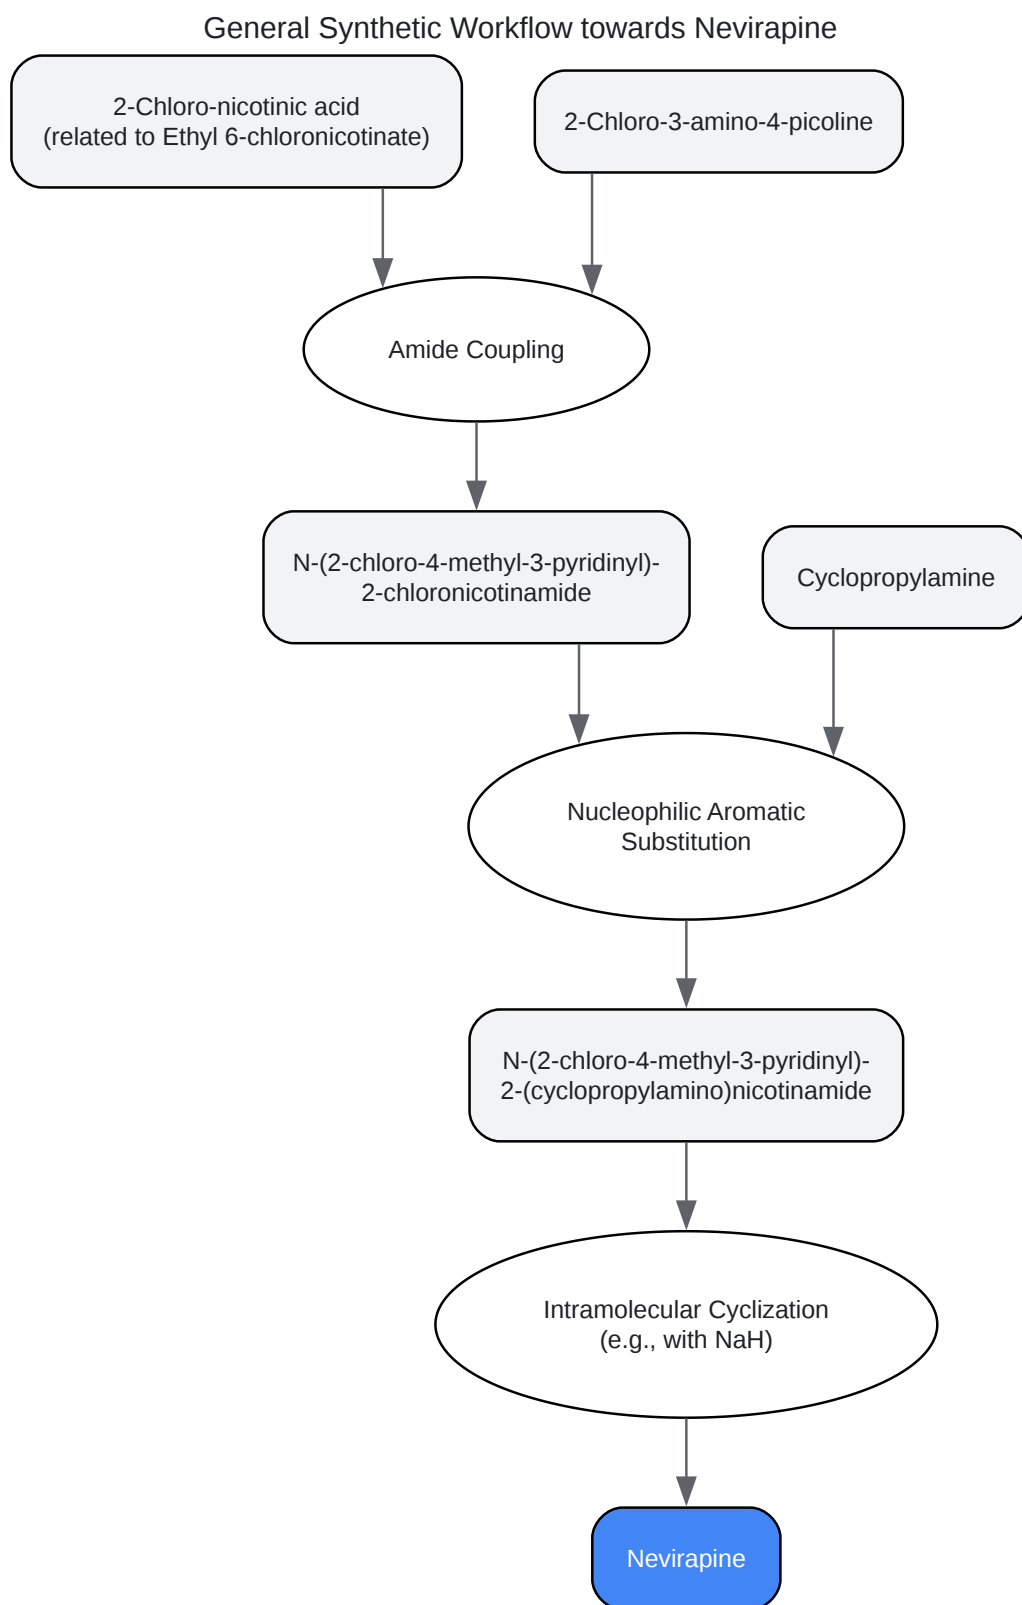 General Synthetic Workflow towards Nevirapine
2-Chloro-nicotinic acid
(related to Ethyl 6-chloronicotinate)
2-Chloro-3-amino-4-picoline
Amide Coupling
N-(2-chloro-4-methyl-3-pyridinyl)-
2-chloronicotinamide
Cyclopropylamine
Nucleophilic Aromatic
Substitution
N-(2-chloro-4-methyl-3-pyridinyl)-
2-(cyclopropylamino)nicotinamide
Intramolecular Cyclization
(e.g., with NaH)
Nevirapine